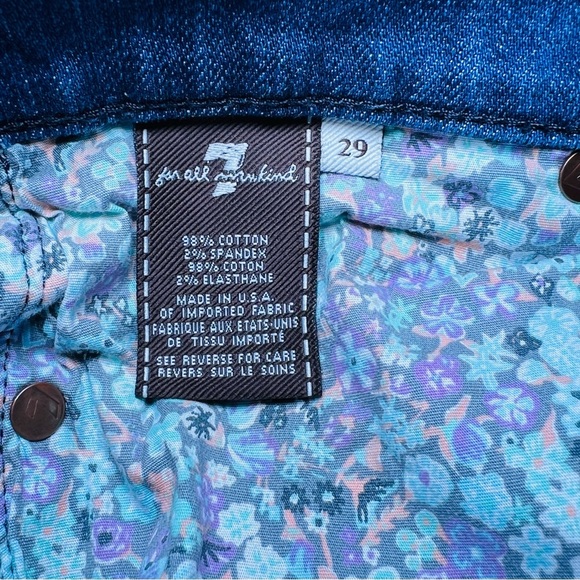 7
for all mankind
29
98% COTTON
2% SPANDEX
98% COTON
2% ELASTHANE
MADE IN U.S.A.
OF IMPORTED FABRIC
FABRIQUE AUX ETATS-UNIS
DE TISSU IMPORTÉ
SEE REVERSE FOR CARE
REVERS SUR LE SOINS